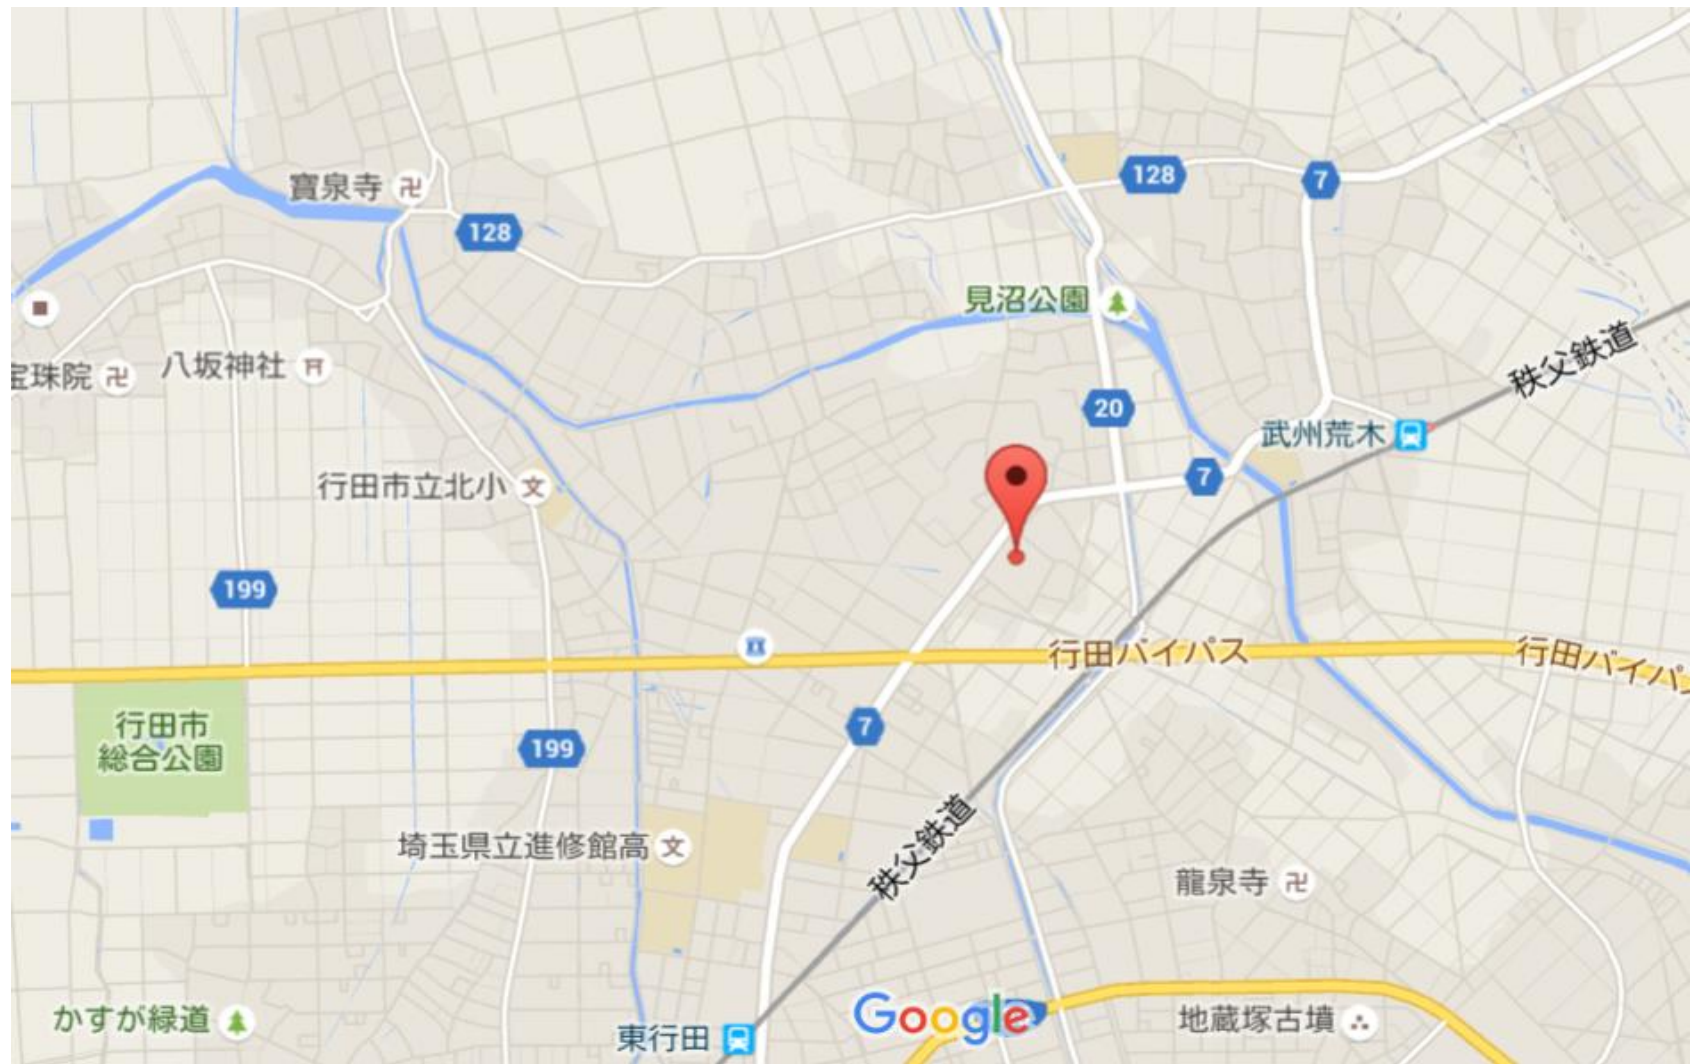 128
7
寶泉寺
128
見沼公園
秩父鉄道
宝珠院
八坂神社
20
武州荒木
行田市立北小
文
7
199
行田バイパス
行田バイパス
行田市
総合公園
7
199
秩父鉄道
埼玉県立進修館高
文
龍泉寺
かすが緑道
Google
地蔵塚古墳
東行田